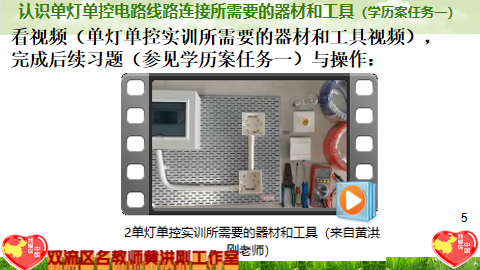 认识单灯单控电路线路连接所需要的器材和工具（学历案任务一）
看视频（单灯单控实训所需要的器材和工具视频），
完成后续习题（参见学历案任务一）与操作：
2单灯单控实训所需要的器材和工具（来自黄洪
刚老师）
5
双流区名教师黄洪刚工作室